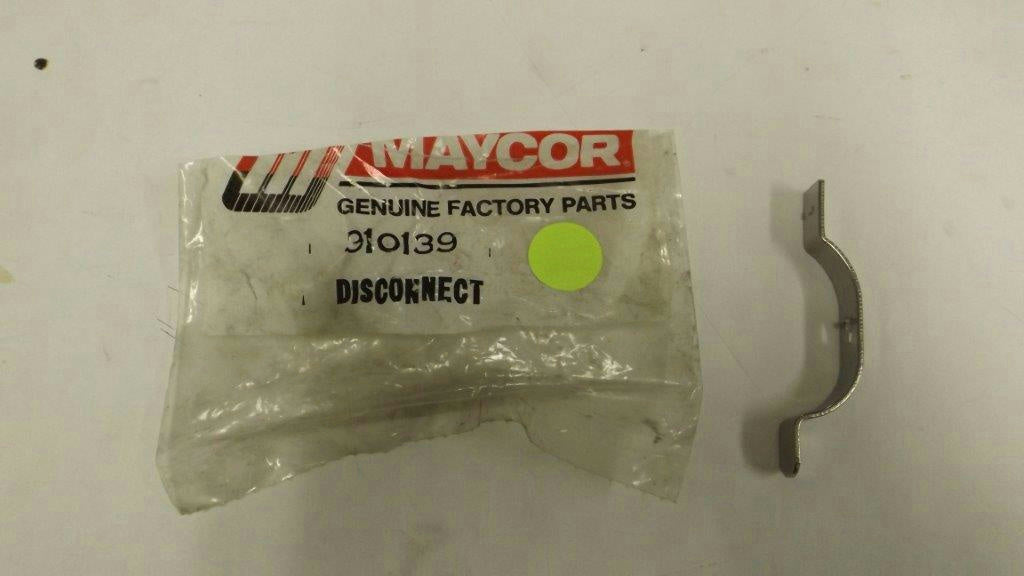 MAYCOR
GENUINE FACTORY PARTS
910139
DISCONNECT